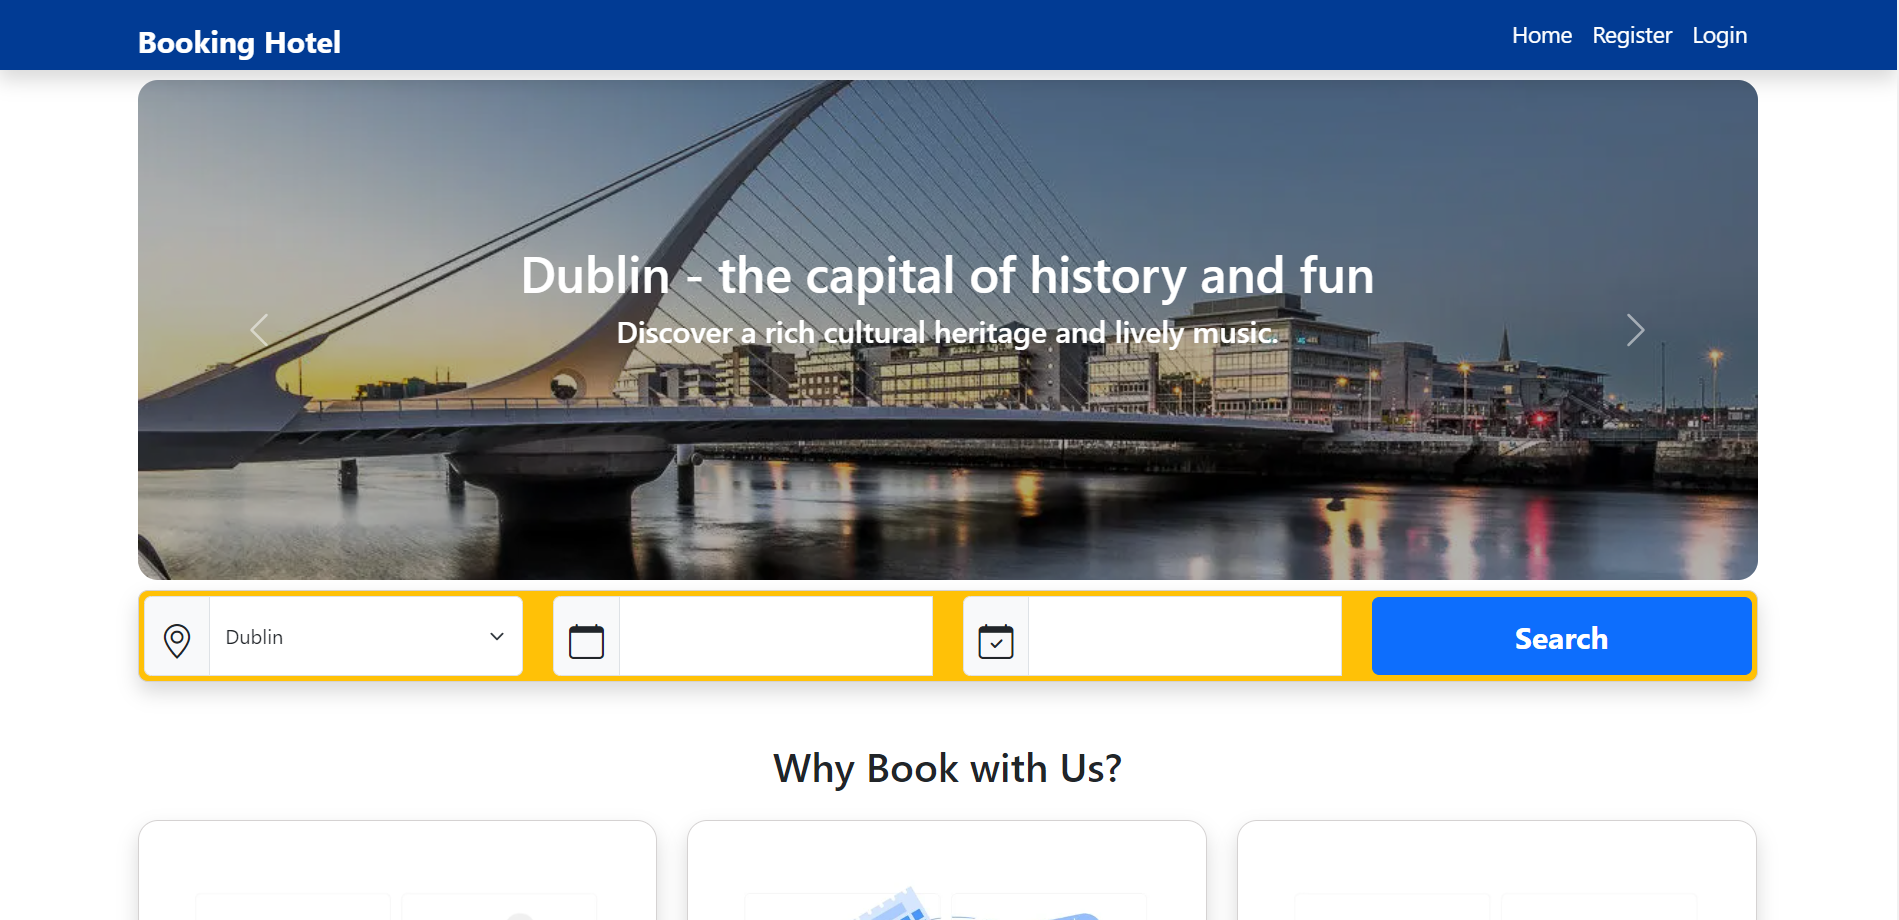 Booking Hotel
Home Register Login
Dublin - the capital of history and fun
Discover a rich cultural heritage and lively music.
Dublin
Search
Why Book with Us?